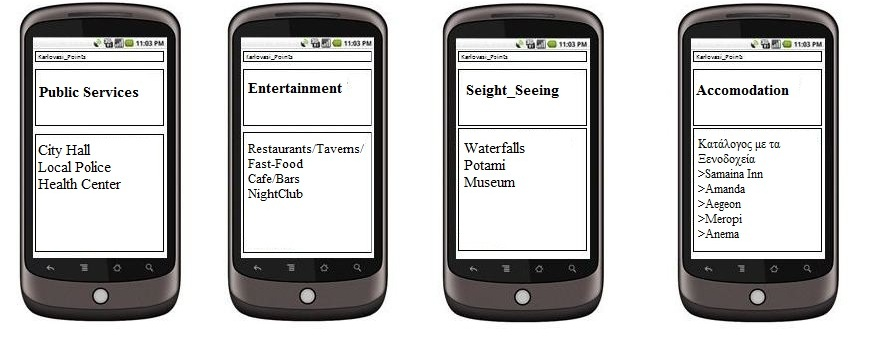 11:03 PM
Karlovasi_Points
Public Services
City Hall
Local Police
Health Center
11:03 PM
Karlovasi_Points
Entertainment
Restaurants/Taverns/
Fast-Food
Cafe/Bars
NightClub
11:03 PM
Karlovasi_Points
Seight_Seeing
Waterfalls
Potami
Museum
11:03 PM
Karlovasi_Points
Accomodation
Κατάλογος με τα
Ξενοδοχεία
>Samaina Inn
>Amanda
>Aegeon
>Meropi
>Anema